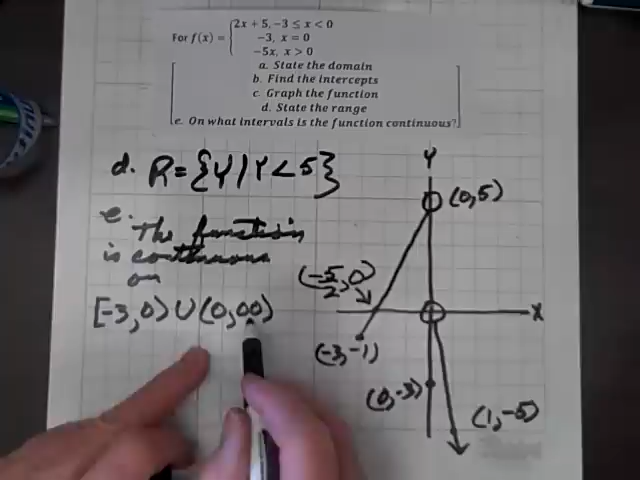 For f(x) = { 2x + 5, −3 ≤ x < 0
−3, x = 0
−5x, x > 0
a. State the domain
b. Find the intercepts
c. Graph the function
d. State the range
e. On what intervals is the function continuous?
d. R = {Y | Y < 5}
e. The function
is continuous
on
[-3, 0) ∪ (0, ∞)
Y
(0, 5)
(-5/2, 0)
X
(-3, -1)
(0, -3)
(1, -5)